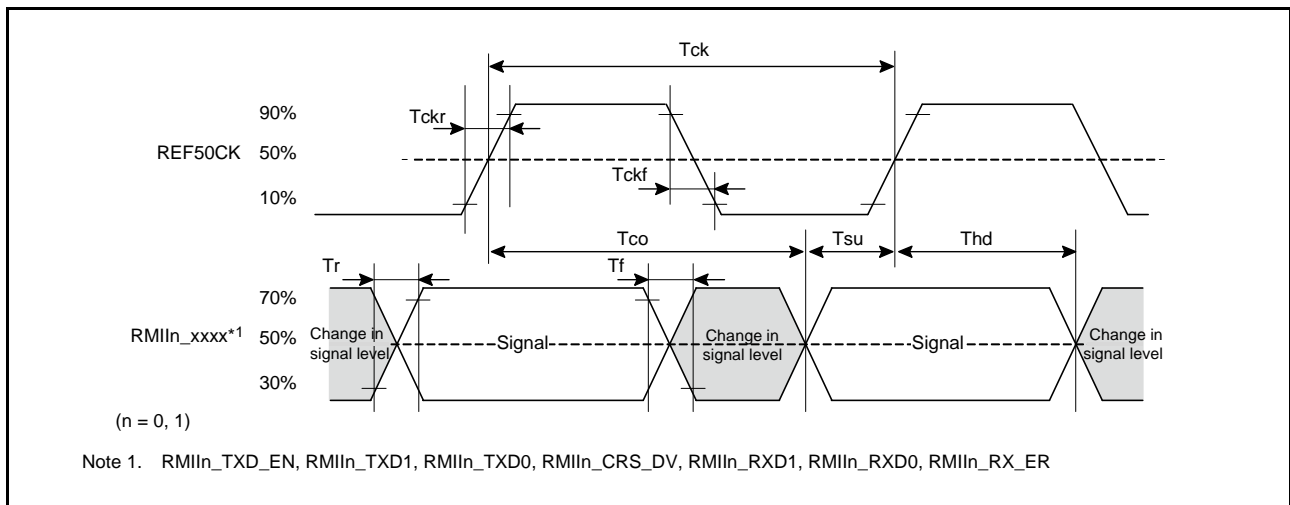 Tck
90%
Tckr
REF50CK 50%
Tckf
10%
Tco Tsu Thd
Tr Tf
70%
RMIIn_xxxx*1 50% Change in signal level Signal Change in signal level Signal Change in signal level
30%
(n = 0, 1)
Note 1. RMIIn_TXD_EN, RMIIn_TXD1, RMIIn_TXD0, RMIIn_CRS_DV, RMIIn_RXD1, RMIIn_RXD0, RMIIn_RX_ER